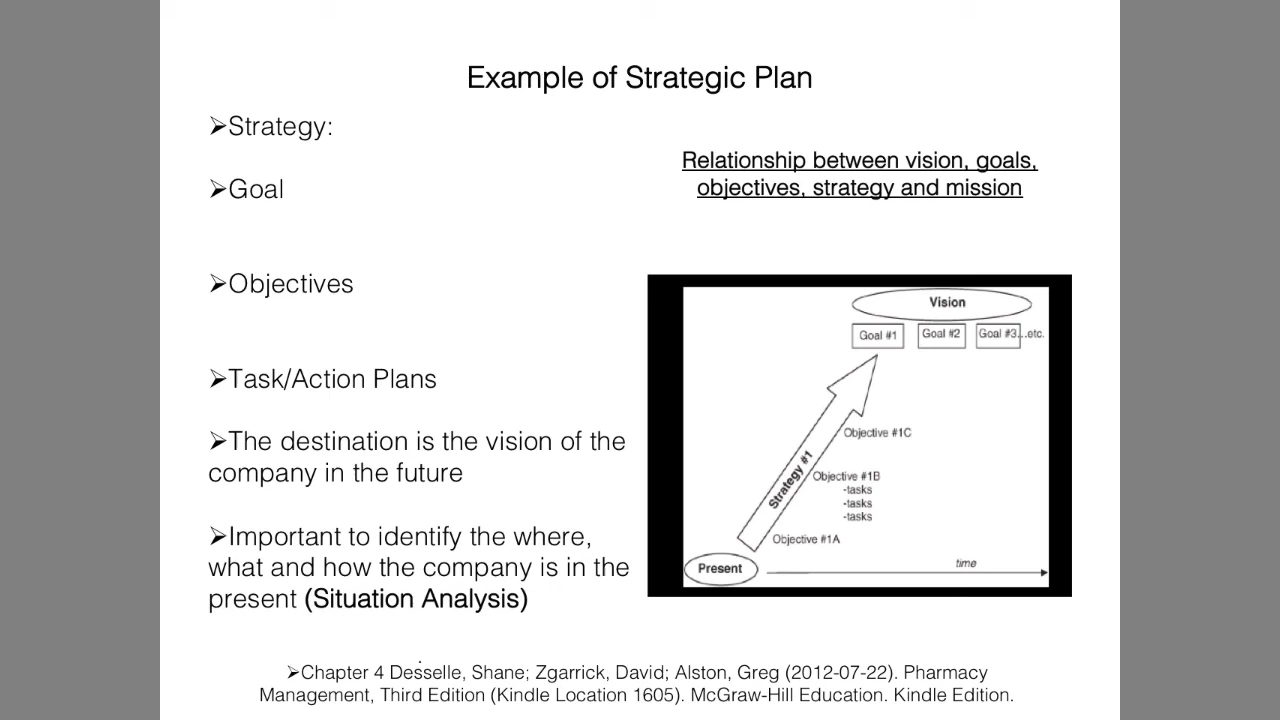 Example of Strategic Plan
➢Strategy:
➢Goal
➢Objectives
➢Task/Action Plans
➢The destination is the vision of the
company in the future
➢Important to identify the where,
what and how the company is in the
present (Situation Analysis)
Relationship between vision, goals,
objectives, strategy and mission
Vision
Goal #1
Goal #2
Goal #3...etc.
Objective #1C
Strategy #1
Objective #1B
-tasks
-tasks
-tasks
Objective #1A
time
Present
➢Chapter 4 Desselle, Shane; Zgarrick, David; Alston, Greg (2012-07-22). Pharmacy
Management, Third Edition (Kindle Location 1605). McGraw-Hill Education. Kindle Edition.